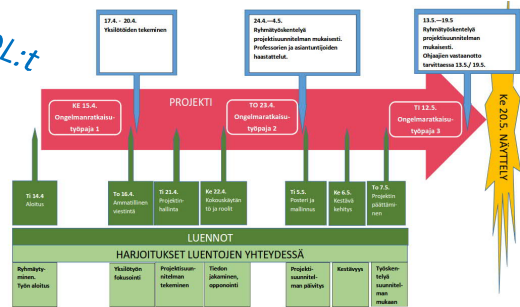 OL:t
17.4. - 20.4.
Yksilötöiden tekeminen
24.4.—4.5.
Ryhmätyöskentelyä
projektisuunnitelman mukaisesti.
Professorien ja asiantuntijoiden
haastattelut.
13.5.—19.5
Ryhmätyöskentelyä
projektisuunnitelman
mukaisesti.
Ohjaajien vastaanotto
tarvittaessa 13.5./ 19.5.
PROJEKTI
KE 15.4.
Ongelmaratkaisu-
työpaja 1
TO 23.4.
Ongelmaratkaisu-
työpaja 2
Ti 12.5.
Ongelmaratkaisu-
työpaja 3
Ke 20.5. NÄYTTELY
Ti 14.4
Aloitus
To 16.4.
Ammatillinen
viestintä
Ti 21.4.
Projektin-
hallinta
Ke 22.4.
Kokouskäytän
tö ja roolit
Ti 5.5.
Posteri ja
mallinnus
Ke 6.5.
Kestävä
kehitys
To 7.5.
Projektin
päättämi-
nen
LUENNOT
HARJOITUKSET LUENTOJEN YHTEYDESSÄ
Ryhmäyty-
minen.
Työn aloitus
Yksilötyön
fokusointi
Projektisuun-
nitelman
tekeminen
Tiedon
jakaminen,
opponointi
Projekti-
suunnitel-
man päivitys
Kestävyys
Työsken-
telyä
suunnitel-
man
mukaan